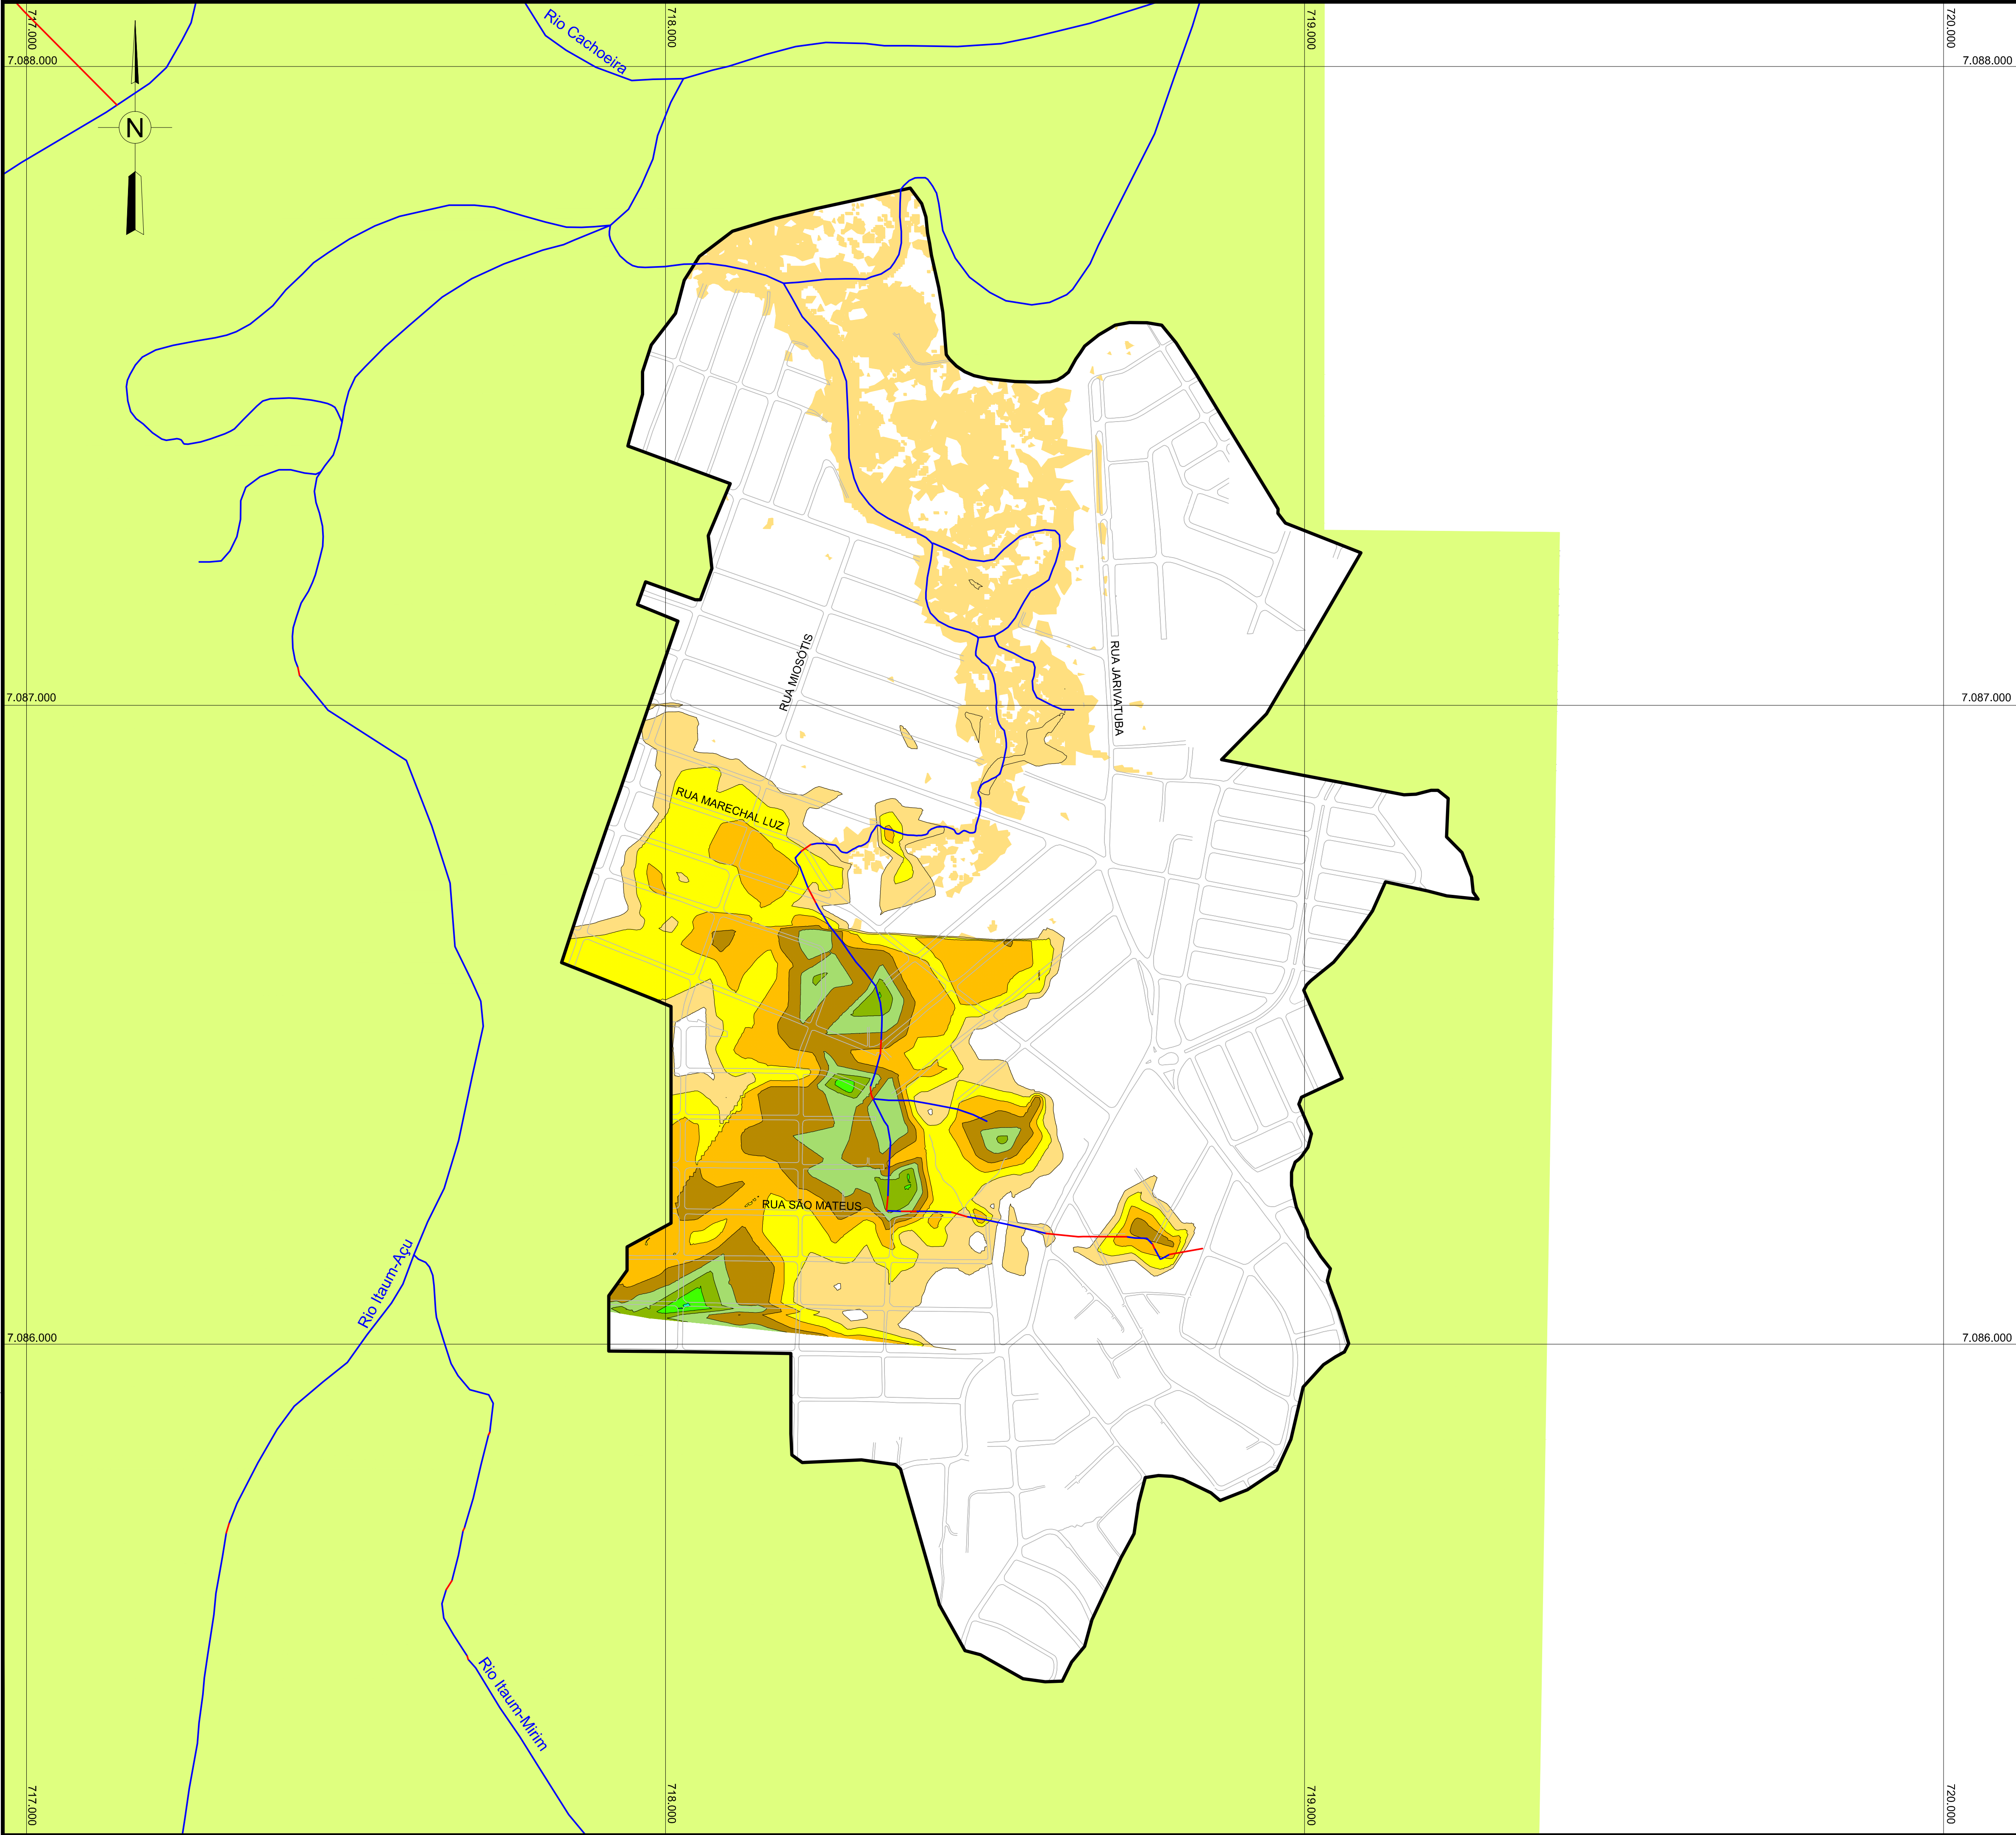 717.000
718.000
719.000
720.000
Rio Cachoeira
7.088.000
7.088.000
N
RUA MIOSÓTIS
RUA JARIVATUBA
7.087.000
7.087.000
RUA MARECHAL LUZ
RUA SÃO MATEUS
Rio Itaum-Açu
7.086.000
7.086.000
Rio Itaum-Mirim
717.000
718.000
719.000
720.000